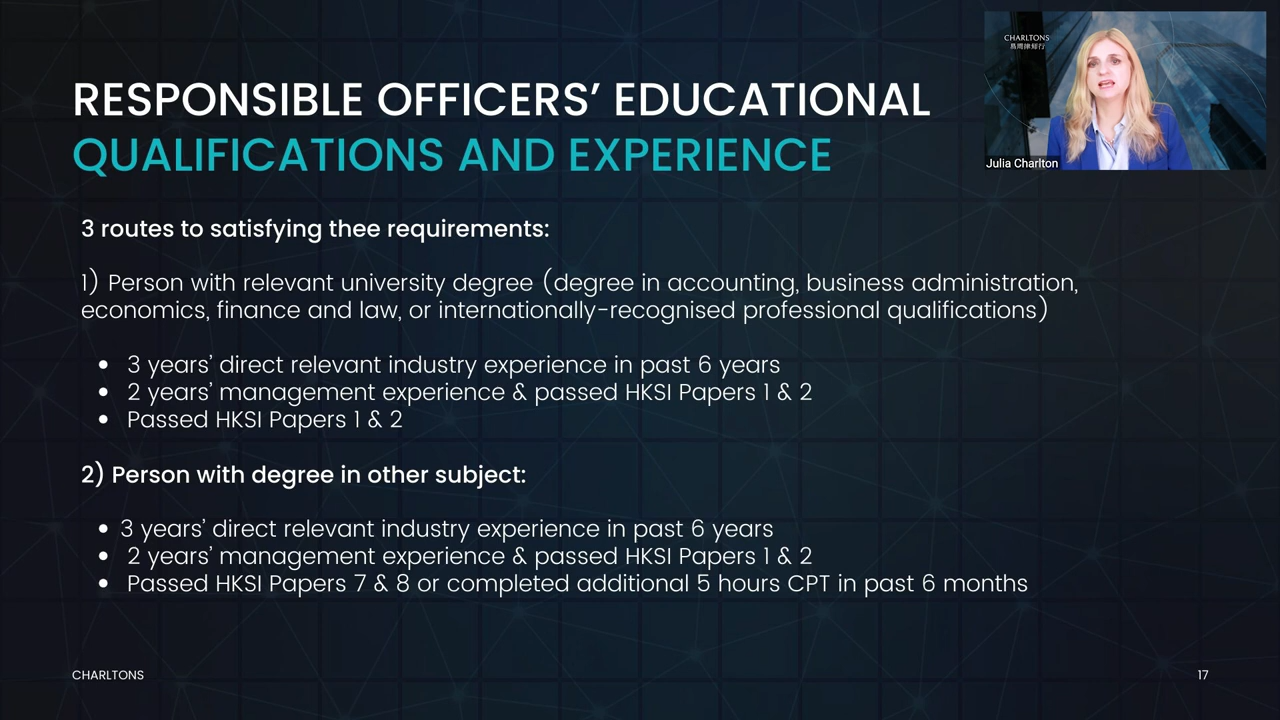 CHARLTONS
易周律師行
RESPONSIBLE OFFICERS' EDUCATIONAL
QUALIFICATIONS AND EXPERIENCE
Julia Charlton
3 routes to satisfying thee requirements:
1) Person with relevant university degree (degree in accounting, business administration,
economics, finance and law, or internationally-recognised professional qualifications)
• 3 years' direct relevant industry experience in past 6 years
• 2 years' management experience & passed HKSI Papers 1 & 2
• Passed HKSI Papers 1 & 2
2) Person with degree in other subject:
• 3 years' direct relevant industry experience in past 6 years
• 2 years' management experience & passed HKSI Papers 1 & 2
• Passed HKSI Papers 7 & 8 or completed additional 5 hours CPT in past 6 months
CHARLTONS
17